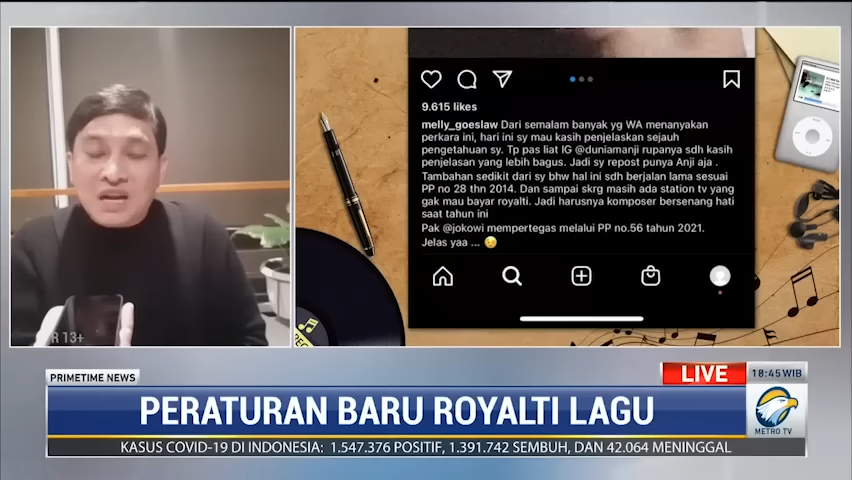 9.615 likes
melly_goeslaw Dari semalam banyak yg WA menanyakan
perkara ini, hari ini sy mau kasih penjelaskan sejauh
pengetahuan sy. Tp pas liat IG @duniamanji rupanya sdh kasih
penjelasan yang lebih bagus. Jadi sy repost punya Anji aja .
Tambahan sedikit dari sy bhw hal ini sdh berjalan lama sesuai
PP no 28 thn 2014. Dan sampai skrg masih ada station tv yang
gak mau bayar royalti. Jadi harusnya komposer bersenang hati
saat tahun ini
Pak @jokowi mempertegas melalui PP no.56 tahun 2021.
Jelas yaa ... 
R 13+
PRIMETIME NEWS
LIVE
18:45 WIB
PERATURAN BARU ROYALTI LAGU
METRO TV
KASUS COVID-19 DI INDONESIA: 1.547.376 POSITIF, 1.391.742 SEMBUH, DAN 42.064 MENINGGAL